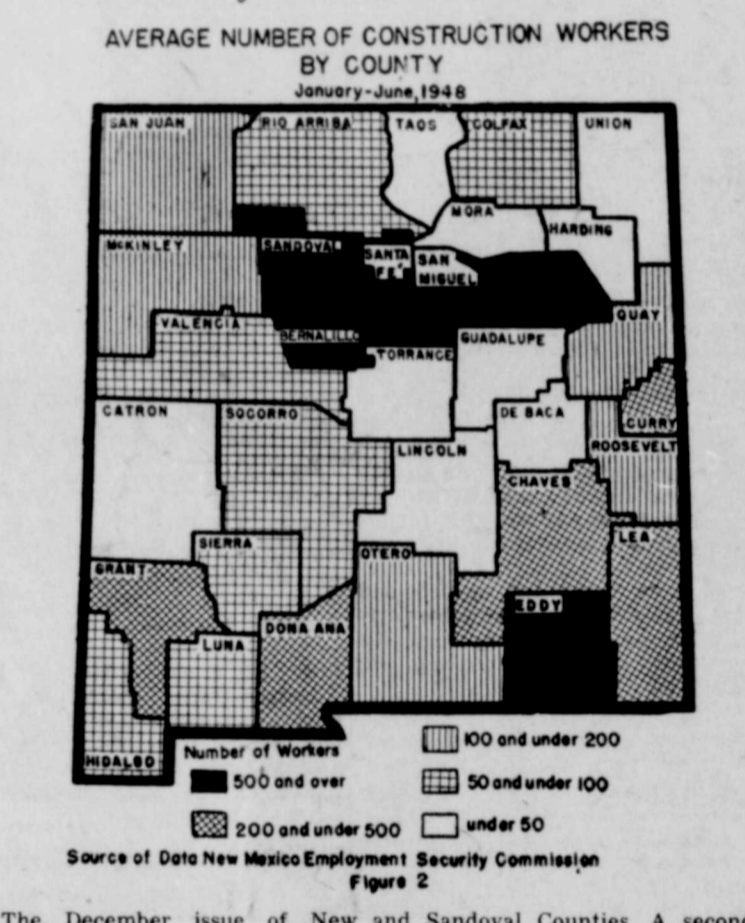 AVERAGE NUMBER OF CONSTRUCTION WORKERS
BY COUNTY
January-June, 1948
SAN JUAN
RIO ARRIBA
TAOS
COLFAX
UNION
MORA
HARDING
McKINLEY
SANDOVAL
SANTA
FE'
SAN
MIGUEL
VALENCIA
BERNALILLO
TORRANCE
GUADALUPE
QUAY
CATRON
SOCORRO
DE BACA
CURRY
LINCOLN
ROOSEVELT
CHAVES
SIERRA
OTERO
LEA
GRANT
EDDY
DONA ANA
LUNA
HIDALGO
Number of Workers
500 and over
200 and under 500
100 and under 200
50 and under 100
under 50
Source of Data New Mexico Employment Security Commission
Figure 2
The December issue of New and Sandoval Counties. A secon